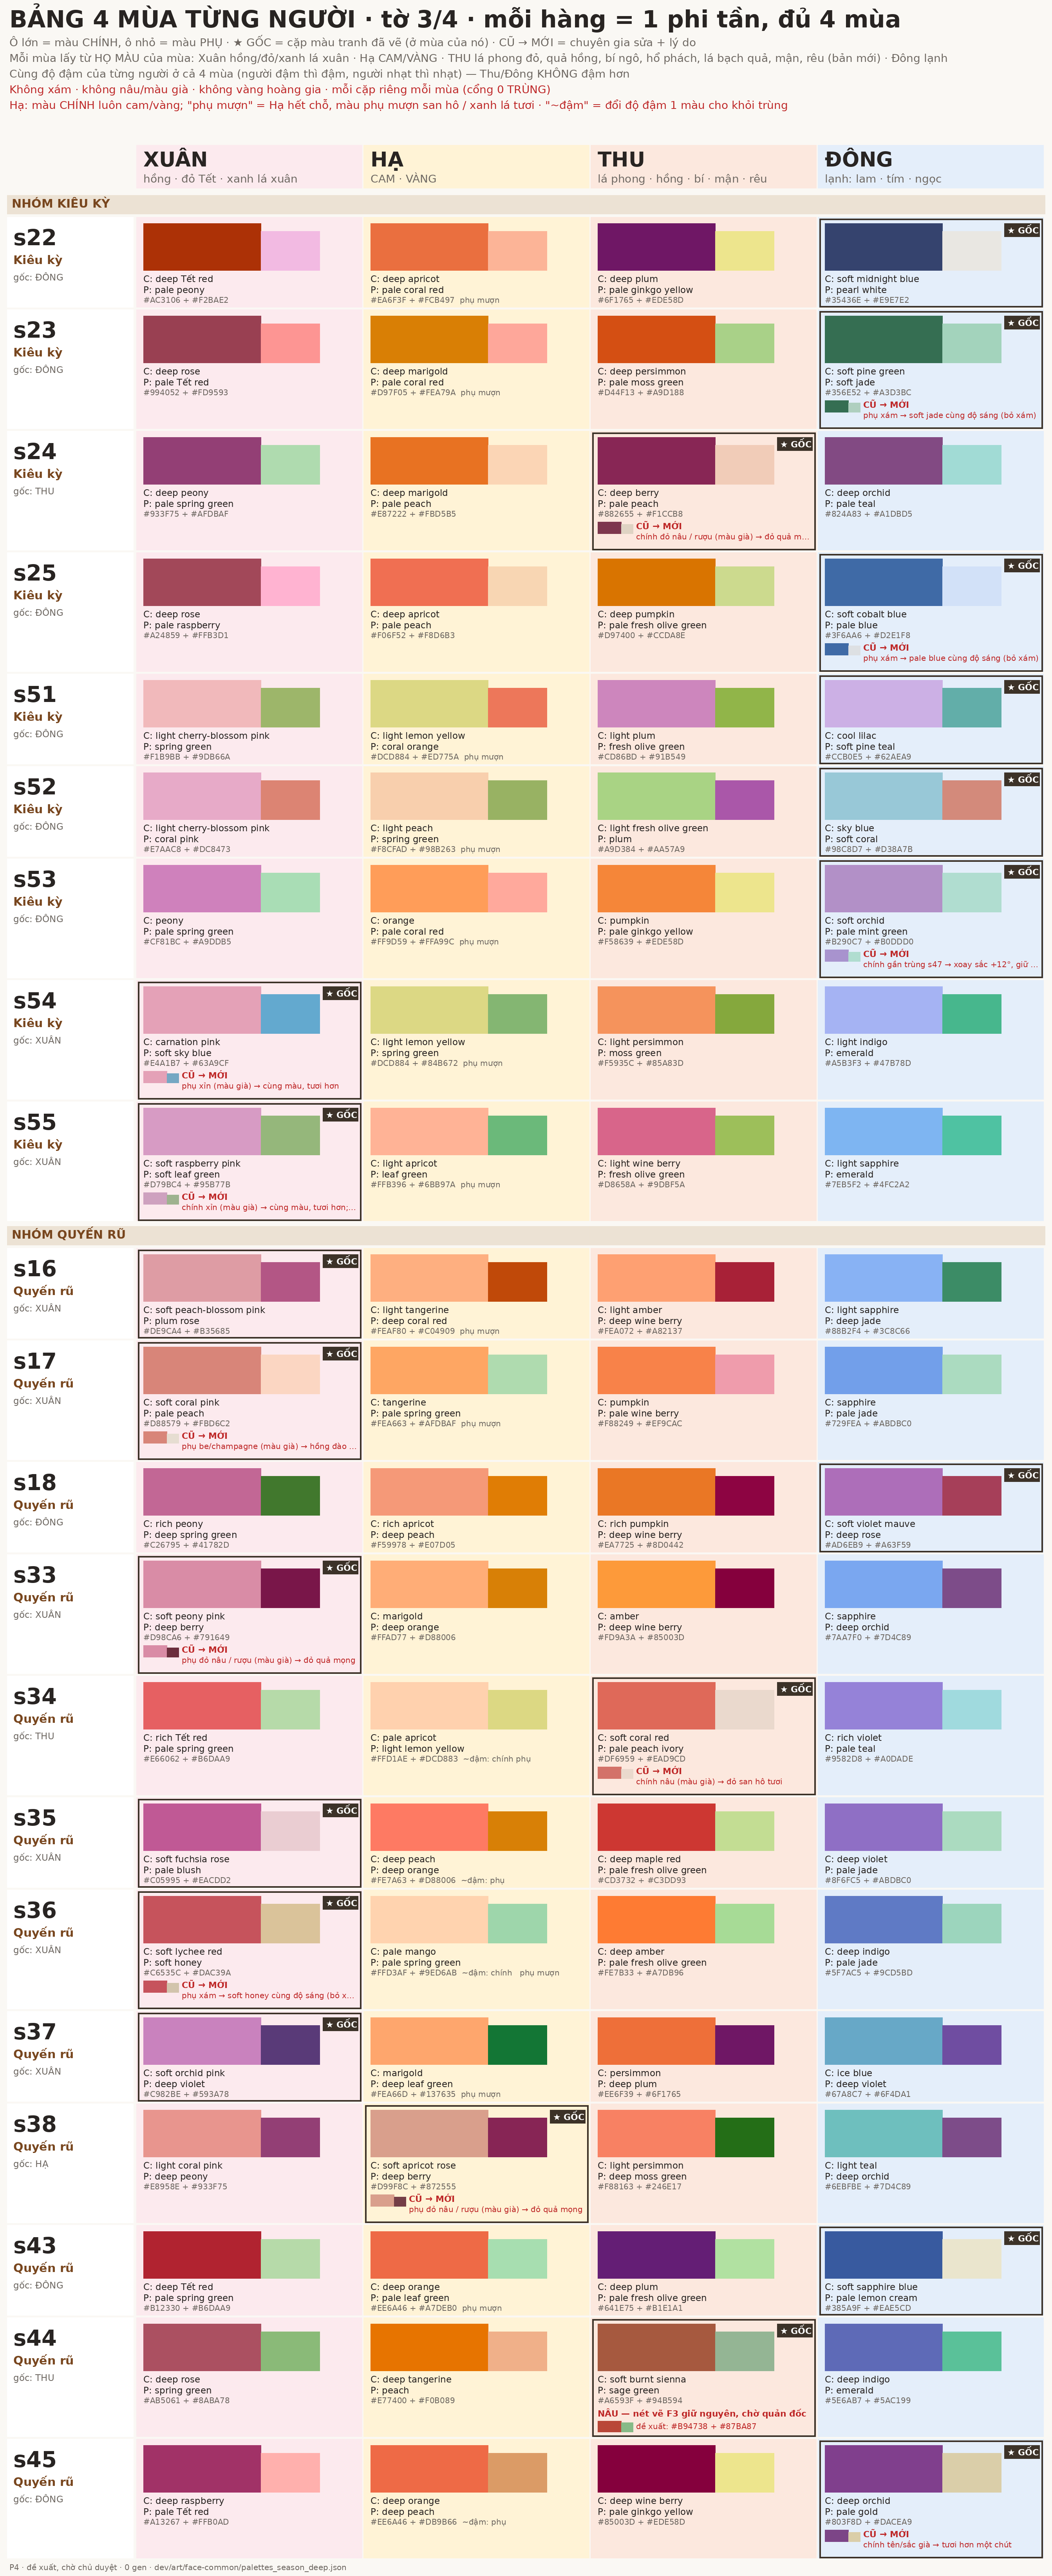 BẢNG 4 MÙA TỪNG NGƯỜI · tờ 3/4 · mỗi hàng = 1 phi tần, đủ 4 mùa
Ô lớn = màu CHÍNH, ô nhỏ = màu PHỤ · ★ GỐC = cặp màu tranh đã vẽ (ở mùa của nó) · CŨ → MỚI = chuyên gia sửa + lý do
Mỗi mùa lấy từ HỌ MÀU của mùa: Xuân hồng/đỏ/xanh lá xuân · Hạ CAM/VÀNG · THU lá phong đỏ, quả hồng, bí ngô, hổ phách, lá bạch quả, mận, rêu (bản mới) · Đông lạnh
Cùng độ đậm của từng người ở cả 4 mùa (người đậm thì đậm, người nhạt thì nhạt) — Thu/Đông KHÔNG đậm hơn
Không xám · không nâu/màu già · không vàng hoàng gia · mỗi cặp riêng mỗi mùa (cổng 0 TRÙNG)
Hạ: màu CHÍNH luôn cam/vàng; "phụ mượn" = Hạ hết chỗ, màu phụ mượn san hô / xanh lá tươi · "~đậm" = đổi độ đậm 1 màu cho khỏi trùng
XUÂN
hồng · đỏ Tết · xanh lá xuân
HẠ
CAM · VÀNG
THU
lá phong · hồng · bí · mận · rêu
ĐÔNG
lạnh: lam · tím · ngọc
NHÓM KIÊU KỲ
s22
Kiêu kỳ
gốc: ĐÔNG
C: deep Tết red
P: pale peony
#AC3106 + #F2BAE2
C: deep apricot
P: pale coral red
#EA6F3F + #FCB497 phụ mượn
C: deep plum
P: pale ginkgo yellow
#6F1765 + #EDE58D
★ GỐC
C: soft midnight blue
P: pearl white
#35436E + #E9E7E2
s23
Kiêu kỳ
gốc: ĐÔNG
C: deep rose
P: pale Tết red
#994052 + #FD9593
C: deep marigold
P: pale coral red
#D97F05 + #FEA79A phụ mượn
C: deep persimmon
P: pale moss green
#D44F13 + #A9D188
★ GỐC
C: soft pine green
P: soft jade
#356E52 + #A3D3BC
CŨ → MỚI
phụ xám → soft jade cùng độ sáng (bỏ xám)
s24
Kiêu kỳ
gốc: THU
C: deep peony
P: pale spring green
#933F75 + #AFDBAF
C: deep marigold
P: pale peach
#E87222 + #FBD5B5
★ GỐC
C: deep berry
P: pale peach
#882655 + #F1CCB8
CŨ → MỚI
chính đỏ nâu / rượu (màu già) → đỏ quả m…
C: deep orchid
P: pale teal
#824A83 + #A1DBD5
s25
Kiêu kỳ
gốc: ĐÔNG
C: deep rose
P: pale raspberry
#A24859 + #FFB3D1
C: deep apricot
P: pale peach
#F06F52 + #F8D6B3
C: deep pumpkin
P: pale fresh olive green
#D97400 + #CCDA8E
★ GỐC
C: soft cobalt blue
P: pale blue
#3F6AA6 + #D2E1F8
CŨ → MỚI
phụ xám → pale blue cùng độ sáng (bỏ xám)
s51
Kiêu kỳ
gốc: ĐÔNG
C: light cherry-blossom pink
P: spring green
#F1B9BB + #9DB66A
C: light lemon yellow
P: coral orange
#DCD884 + #ED775A phụ mượn
C: light plum
P: fresh olive green
#CD86BD + #91B549
★ GỐC
C: cool lilac
P: soft pine teal
#CCB0E5 + #62AEA9
s52
Kiêu kỳ
gốc: ĐÔNG
C: light cherry-blossom pink
P: coral pink
#E7AAC8 + #DC8473
C: light peach
P: spring green
#F8CFAD + #98B263 phụ mượn
C: light fresh olive green
P: plum
#A9D384 + #AA57A9
★ GỐC
C: sky blue
P: soft coral
#98C8D7 + #D38A7B
s53
Kiêu kỳ
gốc: ĐÔNG
C: peony
P: pale spring green
#CF81BC + #A9DDB5
C: orange
P: pale coral red
#FF9D59 + #FFA99C phụ mượn
C: pumpkin
P: pale ginkgo yellow
#F58639 + #EDE58D
★ GỐC
C: soft orchid
P: pale mint green
#B290C7 + #B0DDD0
CŨ → MỚI
chính gần trùng s47 → xoay sắc +12°, giữ …
s54
Kiêu kỳ
gốc: XUÂN
★ GỐC
C: carnation pink
P: soft sky blue
#E4A1B7 + #63A9CF
CŨ → MỚI
phụ xỉn (màu già) → cùng màu, tươi hơn
C: light lemon yellow
P: spring green
#DCD884 + #84B672 phụ mượn
C: light persimmon
P: moss green
#F5935C + #85A83D
C: light indigo
P: emerald
#A5B3F3 + #47B78D
s55
Kiêu kỳ
gốc: XUÂN
★ GỐC
C: soft raspberry pink
P: soft leaf green
#D79BC4 + #95B77B
CŨ → MỚI
chính xỉn (màu già) → cùng màu, tươi hơn;…
C: light apricot
P: leaf green
#FFB396 + #6BB97A phụ mượn
C: light wine berry
P: fresh olive green
#D8658A + #9DBF5A
C: light sapphire
P: emerald
#7EB5F2 + #4FC2A2
NHÓM QUYẾN RŨ
s16
Quyến rũ
gốc: XUÂN
★ GỐC
C: soft peach-blossom pink
P: plum rose
#DE9CA4 + #B35685
C: light tangerine
P: deep coral red
#FEAF80 + #C04909 phụ mượn
C: light amber
P: deep wine berry
#FEA072 + #A82137
C: light sapphire
P: deep jade
#88B2F4 + #3C8C66
s17
Quyến rũ
gốc: XUÂN
★ GỐC
C: soft coral pink
P: pale peach
#D88579 + #FBD6C2
CŨ → MỚI
phụ be/champagne (màu già) → hồng đào …
C: tangerine
P: pale spring green
#FEA663 + #AFDBAF phụ mượn
C: pumpkin
P: pale wine berry
#F88249 + #EF9CAC
C: sapphire
P: pale jade
#729FEA + #ABDBC0
s18
Quyến rũ
gốc: ĐÔNG
C: rich peony
P: deep spring green
#C26795 + #41782D
C: rich apricot
P: deep peach
#F59978 + #E07D05
C: rich pumpkin
P: deep wine berry
#EA7725 + #8D0442
★ GỐC
C: soft violet mauve
P: deep rose
#AD6EB9 + #A63F59
s33
Quyến rũ
gốc: XUÂN
★ GỐC
C: soft peony pink
P: deep berry
#D98CA6 + #791649
CŨ → MỚI
phụ đỏ nâu / rượu (màu già) → đỏ quả mọng
C: marigold
P: deep orange
#FFAD77 + #D88006
C: amber
P: deep wine berry
#FD9A3A + #85003D
C: sapphire
P: deep orchid
#7AA7F0 + #7D4C89
s34
Quyến rũ
gốc: THU
C: rich Tết red
P: pale spring green
#E66062 + #B6DAA9
C: pale apricot
P: light lemon yellow
#FFD1AE + #DCD883 ~đậm: chính phụ
★ GỐC
C: soft coral red
P: pale peach ivory
#DF6959 + #EAD9CD
CŨ → MỚI
chính nâu (màu già) → đỏ san hô tươi
C: rich violet
P: pale teal
#9582D8 + #A0DADE
s35
Quyến rũ
gốc: XUÂN
★ GỐC
C: soft fuchsia rose
P: pale blush
#C05995 + #EACDD2
C: deep peach
P: deep orange
#FE7A63 + #D88006 ~đậm: phụ
C: deep maple red
P: pale fresh olive green
#CD3732 + #C3DD93
C: deep violet
P: pale jade
#8F6FC5 + #ABDBC0
s36
Quyến rũ
gốc: XUÂN
★ GỐC
C: soft lychee red
P: soft honey
#C6535C + #DAC39A
CŨ → MỚI
phụ xám → soft honey cùng độ sáng (bỏ x…
C: pale mango
P: pale spring green
#FFD3AF + #9ED6AB ~đậm: chính phụ mượn
C: deep amber
P: pale fresh olive green
#FE7B33 + #A7DB96
C: deep indigo
P: pale jade
#5F7AC5 + #9CD5BD
s37
Quyến rũ
gốc: XUÂN
★ GỐC
C: soft orchid pink
P: deep violet
#C982BE + #593A78
C: marigold
P: deep leaf green
#FEA66D + #137635 phụ mượn
C: persimmon
P: deep plum
#EE6F39 + #6F1765
C: ice blue
P: deep violet
#67A8C7 + #6F4DA1
s38
Quyến rũ
gốc: HẠ
C: light coral pink
P: deep peony
#E8958E + #933F75
★ GỐC
C: soft apricot rose
P: deep berry
#D99F8C + #872555
CŨ → MỚI
phụ đỏ nâu / rượu (màu già) → đỏ quả mọng
C: light persimmon
P: deep moss green
#F88163 + #246E17
C: light teal
P: deep orchid
#6EBFBE + #7D4C89
s43
Quyến rũ
gốc: ĐÔNG
C: deep Tết red
P: pale spring green
#B12330 + #B6DAA9
C: deep orange
P: pale leaf green
#EE6A46 + #A7DEB0 phụ mượn
C: deep plum
P: pale fresh olive green
#641E75 + #B1E1A1
★ GỐC
C: soft sapphire blue
P: pale lemon cream
#385A9F + #EAE5CD
s44
Quyến rũ
gốc: THU
C: deep rose
P: spring green
#AB5061 + #8ABA78
C: deep tangerine
P: peach
#E77400 + #F0B089
★ GỐC
C: soft burnt sienna
P: sage green
#A6593F + #94B594
NÂU — nét vẽ F3 giữ nguyên, chờ quản đốc
đề xuất: #B94738 + #87BA87
C: deep indigo
P: emerald
#5E6AB7 + #5AC199
s45
Quyến rũ
gốc: ĐÔNG
C: deep raspberry
P: pale Tết red
#A13267 + #FFB0AD
C: deep orange
P: deep peach
#EE6A46 + #DB9B66 ~đậm: phụ
C: deep wine berry
P: pale ginkgo yellow
#85003D + #EDE58D
★ GỐC
C: deep orchid
P: pale gold
#803F8D + #DACEA9
CŨ → MỚI
chính tên/sắc già → tươi hơn một chút
P4 · đề xuất, chờ chủ duyệt · 0 gen · dev/art/face-common/palettes_season_deep.json